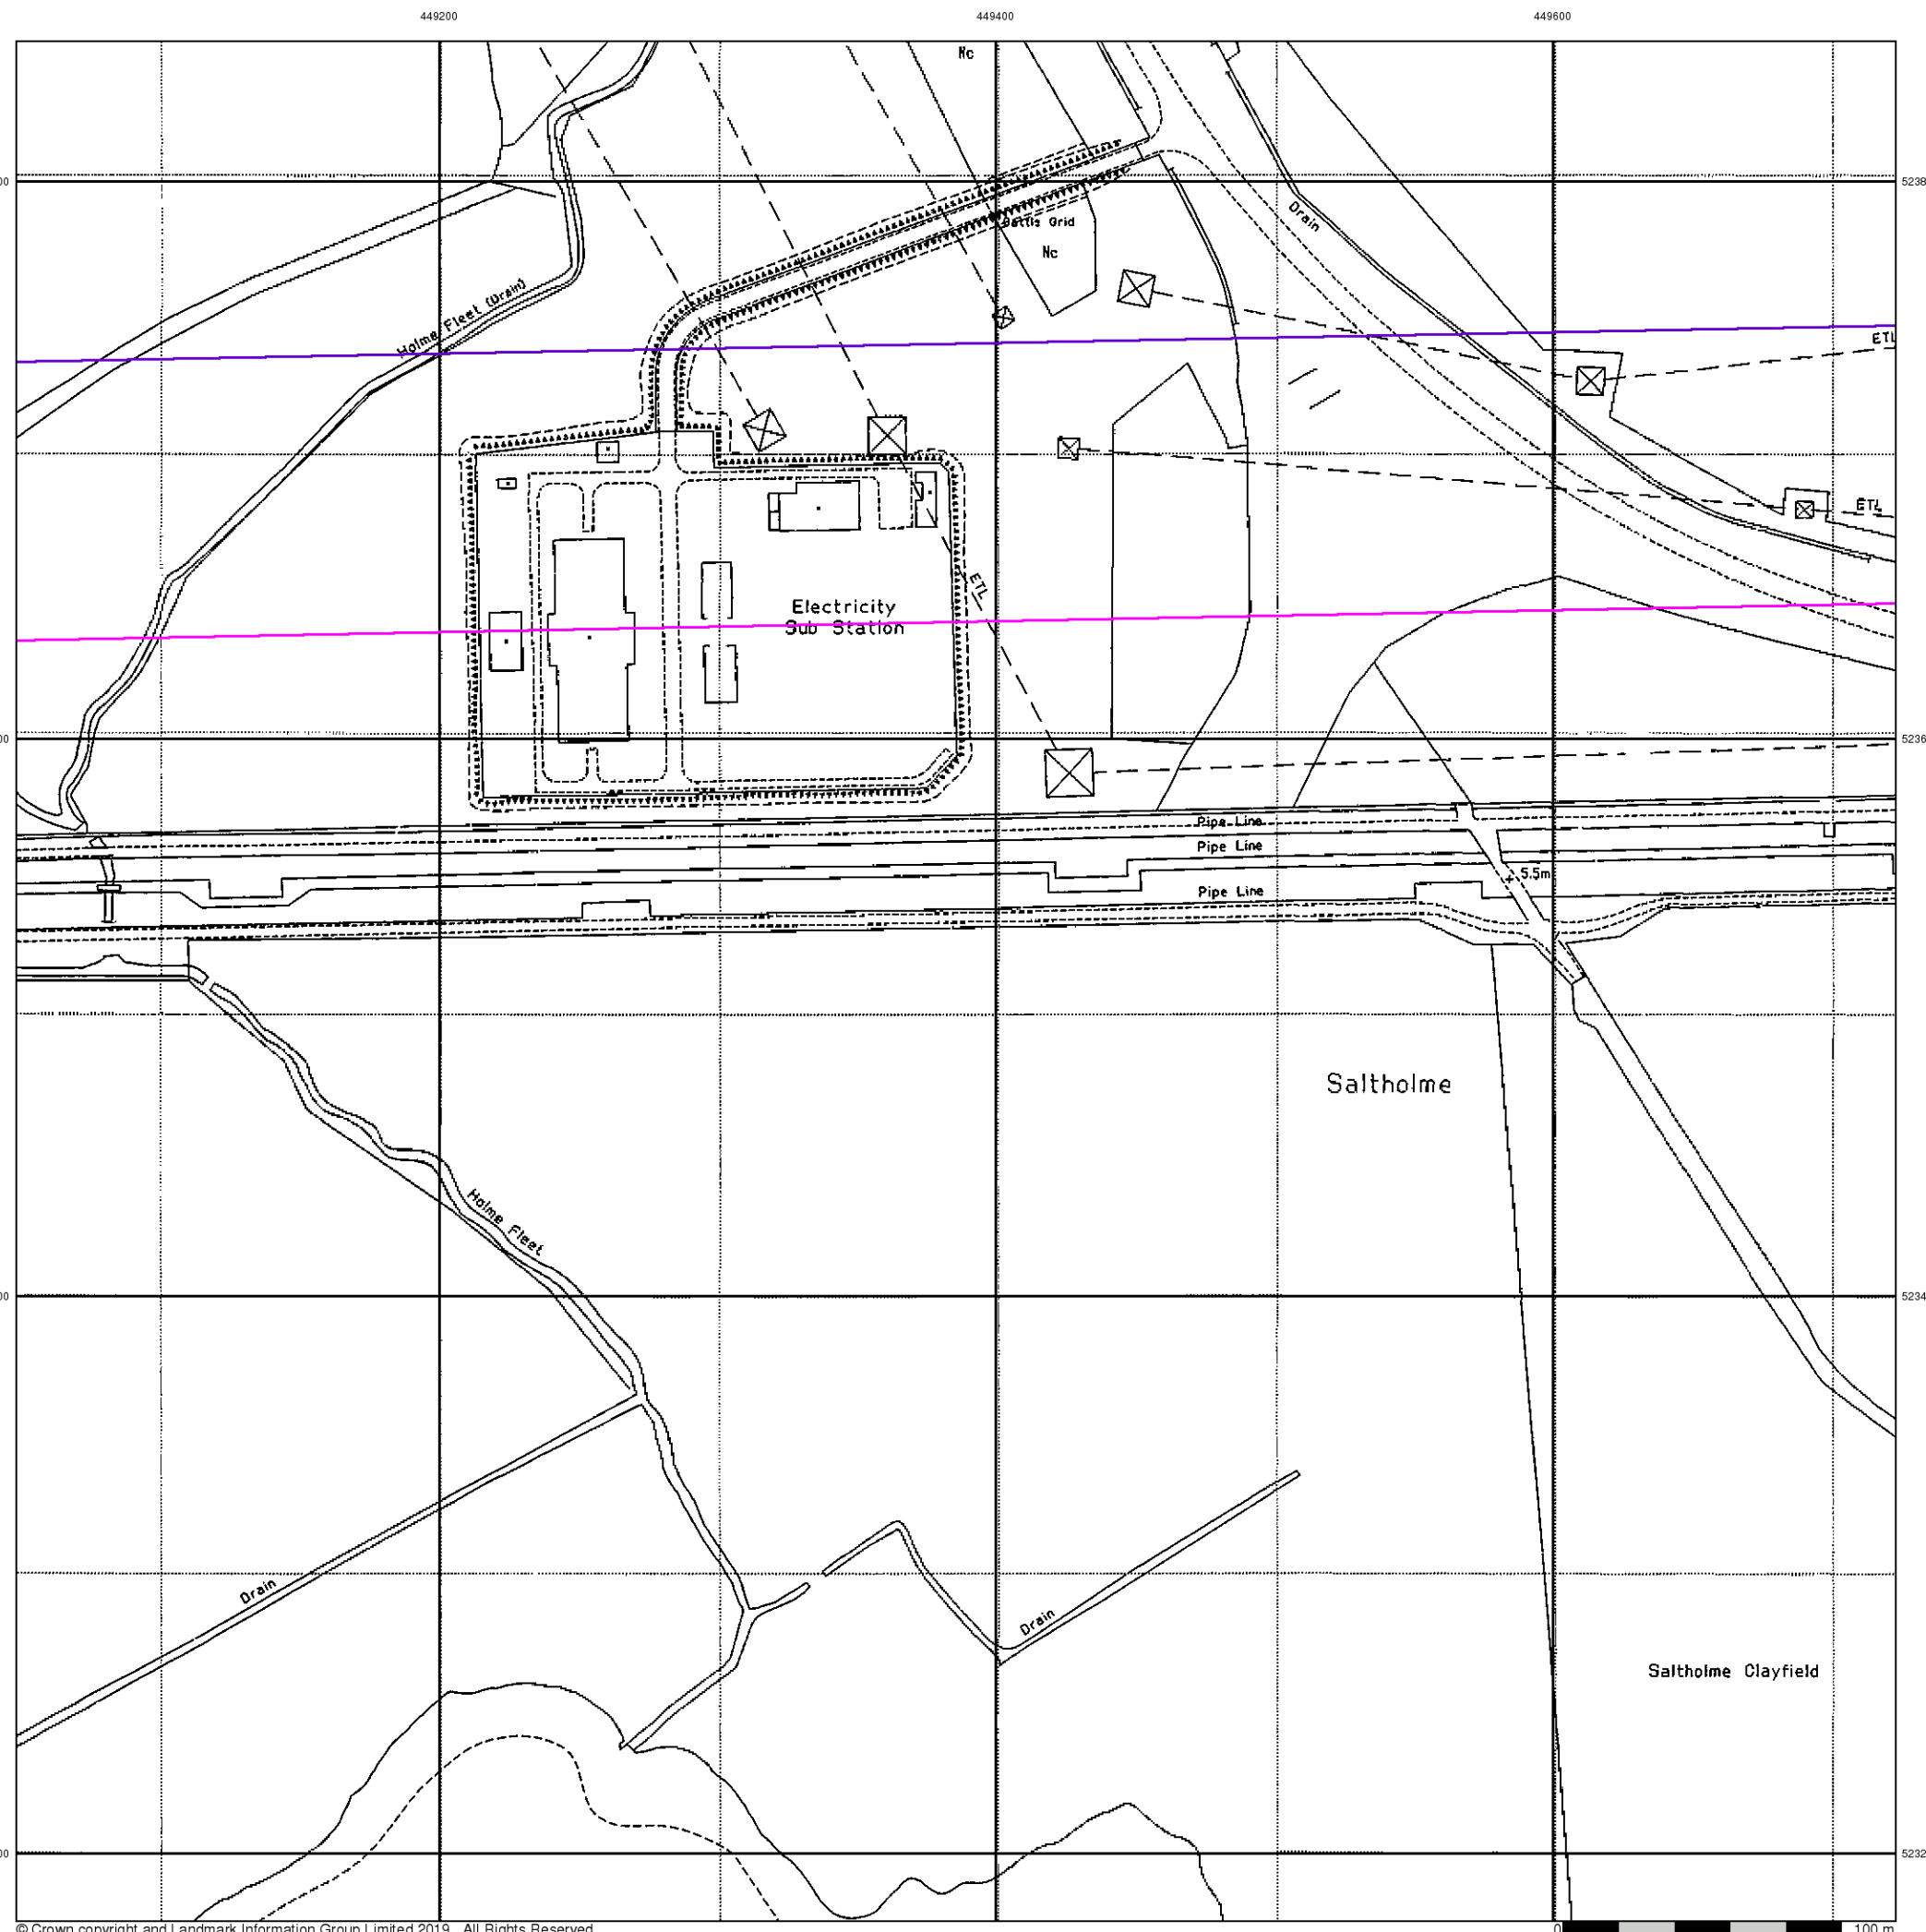 449200
449400
449600
Nc
5238
Drain
Cattle Grid
Nc
Holme Fleet (Drain)
ETL
ETL
ETL
Electricity
Sub Station
5236
Pipe Line
Pipe Line
Pipe Line
+ 5.5m
Saltholme
Holme Fleet
5234
Drain
Drain
Saltholme Clayfield
5232
© Crown copyright and Landmark Information Group Limited 2019. All Rights Reserved.
0
100 m